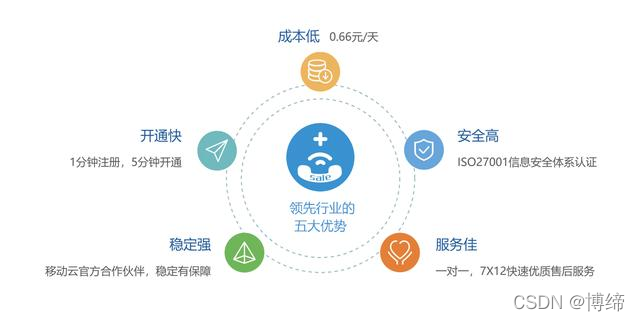 成本低 0.66元/天
开通快
1分钟注册，5分钟开通
安全高
ISO27001信息安全体系认证
safe
领先行业的
五大优势
稳定强
移动云官方合作伙伴，稳定有保障
服务佳
一对一，7X12快速优质售后服务
CSDN @博缔